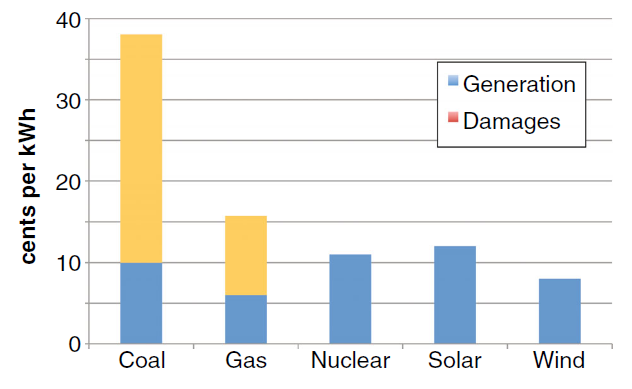 40
30
20
10
0
cents per kWh
Generation
Damages
Coal
Gas
Nuclear
Solar
Wind